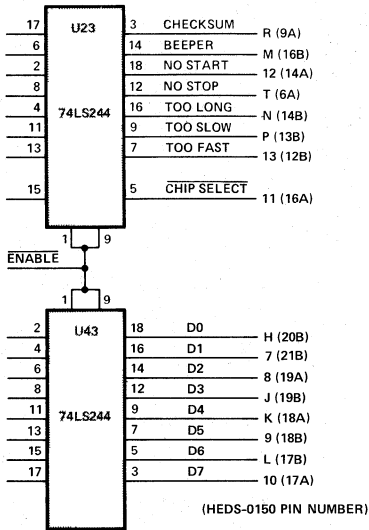 U23
17 3 CHECKSUM R (9A)
6 14 BEEPER M (16B)
2 18 NO START 12 (14A)
8 12 NO STOP T (6A)
4 74LS244 16 TOO LONG N (14B)
11 9 TOO SLOW P (13B)
13 7 TOO FAST 13 (12B)
15 5 CHIP SELECT 11 (16A)
1 9
ENABLE
1 9
U43
2 18 D0 H (20B)
4 16 D1 7 (21B)
6 14 D2 8 (19A)
8 12 D3 J (19B)
11 74LS244 9 D4 K (18A)
13 7 D5 9 (18B)
15 5 D6 L (17B)
17 3 D7 10 (17A)
(HEDS-0150 PIN NUMBER)